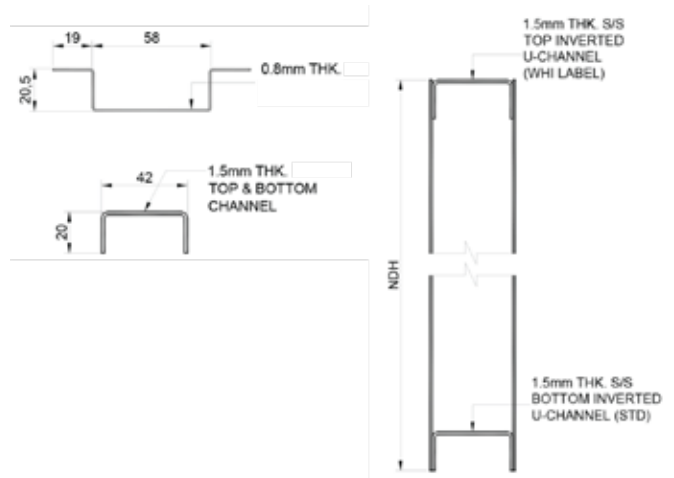 19
58
20,5
0.8mm THK.
42
1.5mm THK.
TOP & BOTTOM
CHANNEL
20
1.5mm THK. S/S
TOP INVERTED
U-CHANNEL
(WHI LABEL)
NDH
1.5mm THK. S/S
BOTTOM INVERTED
U-CHANNEL (STD)